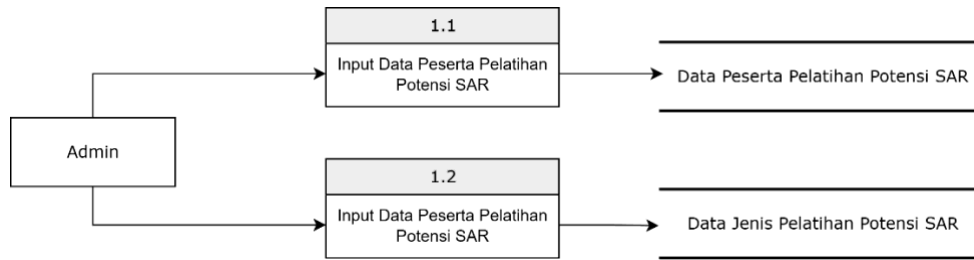 1.1
Input Data Peserta Pelatihan
Potensi SAR
Data Peserta Pelatihan Potensi SAR
Admin
1.2
Input Data Peserta Pelatihan
Potensi SAR
Data Jenis Pelatihan Potensi SAR